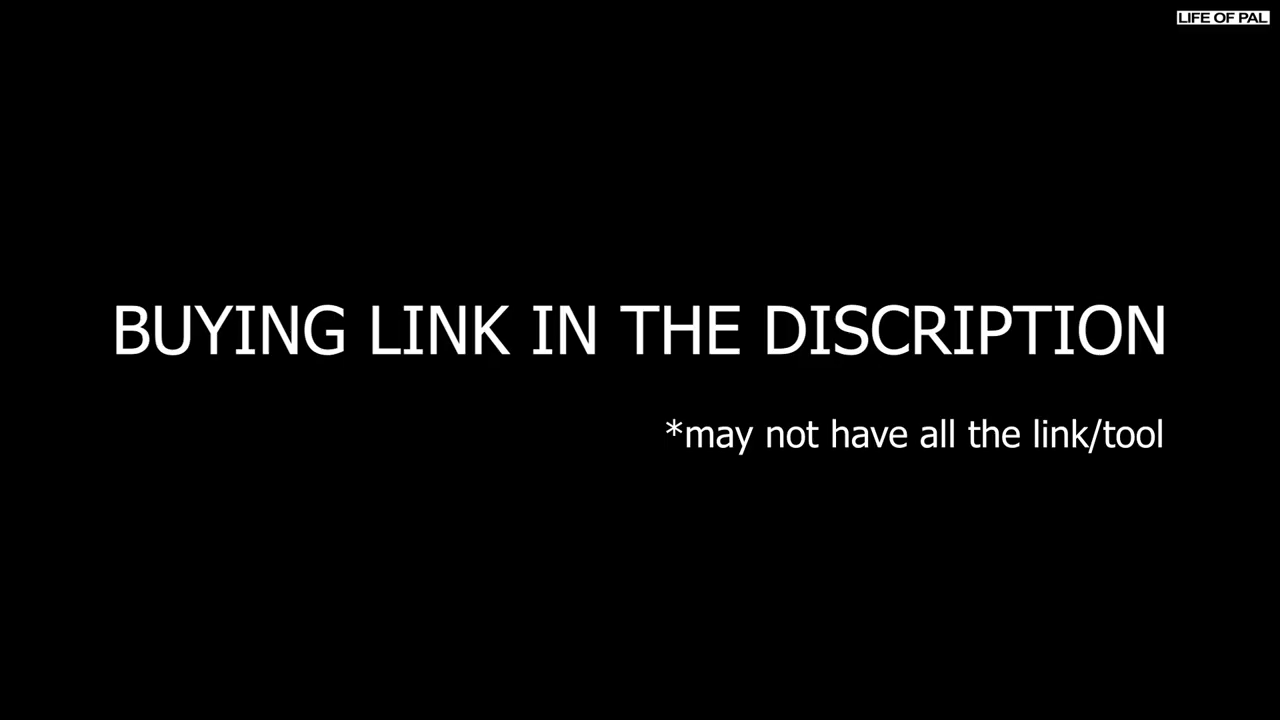 LIFE OF PAL
BUYING LINK IN THE DISCRIPTION
*may not have all the link/tool